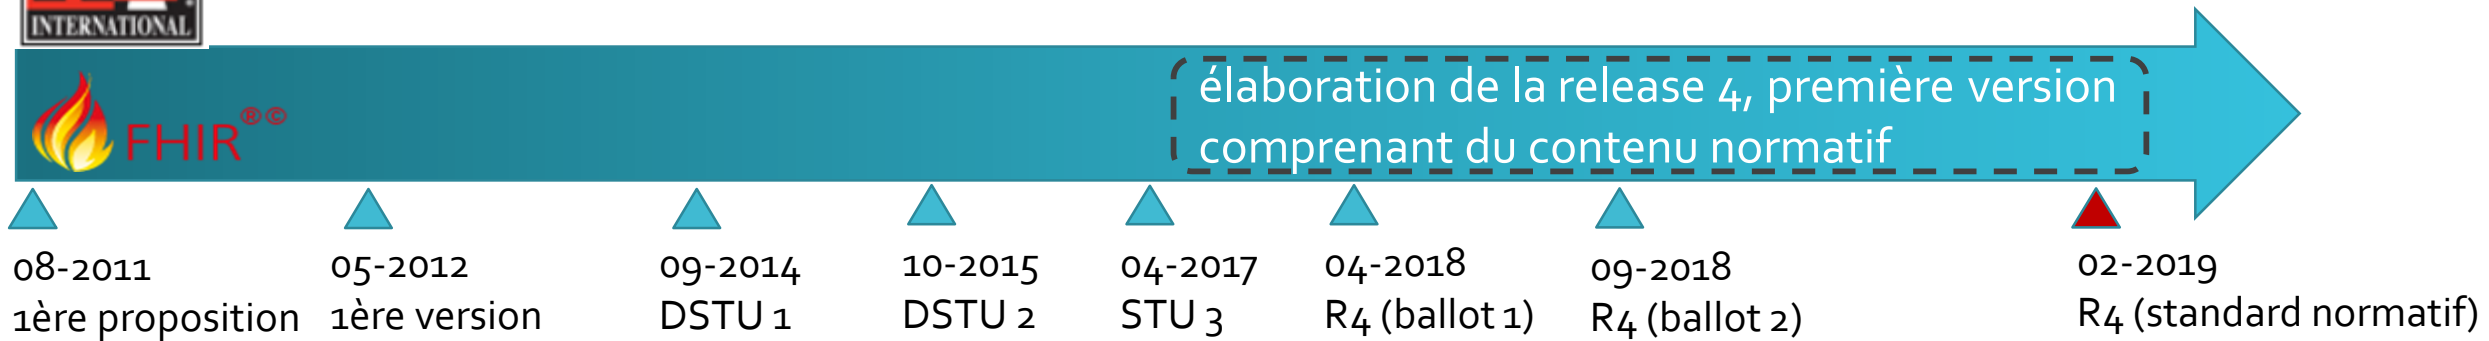 INTERNATIONAL
FHIR®©
élaboration de la release 4, première version
comprenant du contenu normatif
08-2011
1ère proposition
05-2012
1ère version
09-2014
DSTU 1
10-2015
DSTU 2
04-2017
STU 3
04-2018
R4 (ballot 1)
09-2018
R4 (ballot 2)
02-2019
R4 (standard normatif)